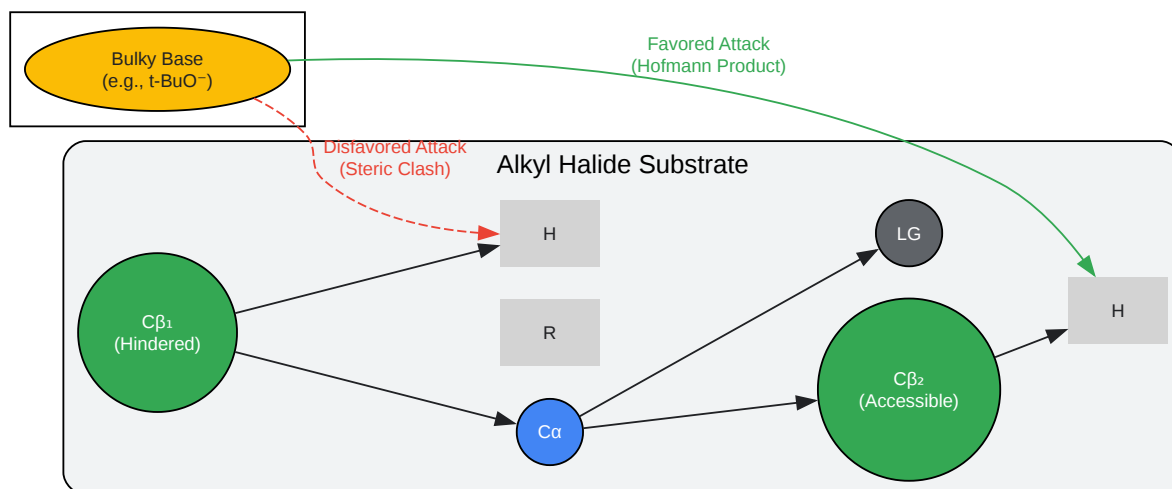 Bulky Base
(e.g., t-BuO⁻)
Favored Attack
(Hofmann Product)
Disfavored Attack
(Steric Clash)
Alkyl Halide Substrate
H
LG
H
Cβ₁
(Hindered)
R
Cβ₂
(Accessible)
Cα